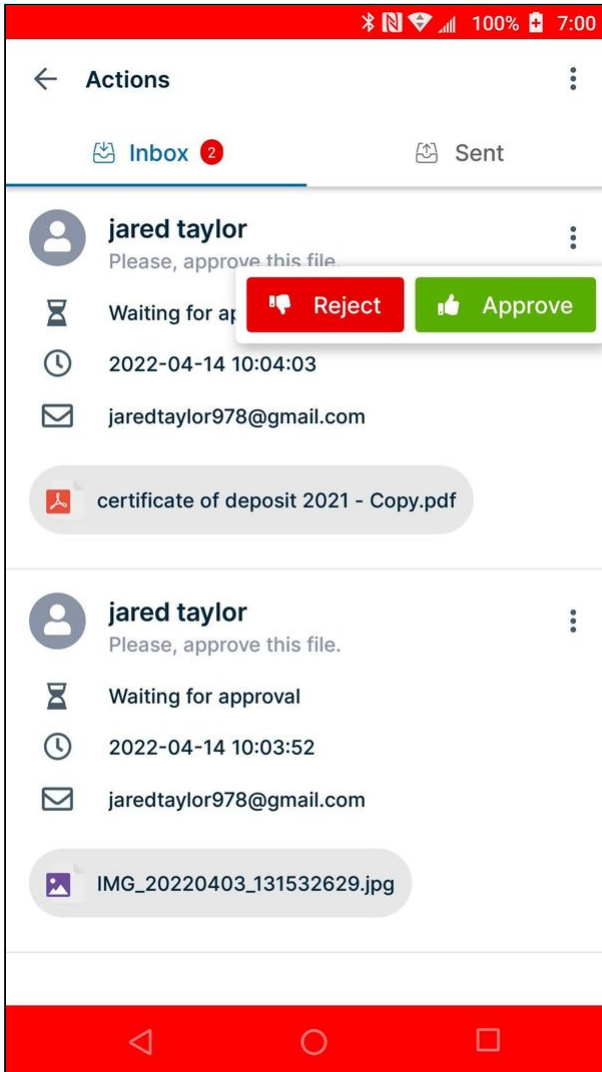 100% 7:00
Actions
Inbox 2
Sent
jared taylor
Please, approve this file.
Waiting for ap
Reject
Approve
2022-04-14 10:04:03
jaredtaylor978@gmail.com
certificate of deposit 2021 - Copy.pdf
jared taylor
Please, approve this file.
Waiting for approval
2022-04-14 10:03:52
jaredtaylor978@gmail.com
IMG_20220403_131532629.jpg